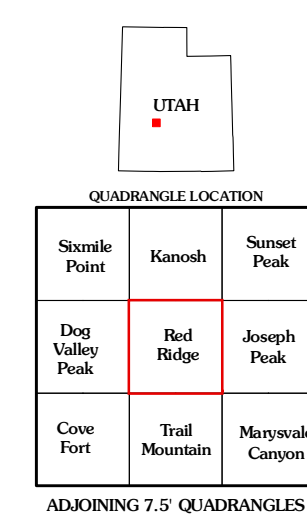 UTAH
QUADRANGLE LOCATION
Sixmile
Point
Kanosh
Sunset
Peak
Dog
Valley
Peak
Red
Ridge
Joseph
Peak
Cove
Fort
Trail
Mountain
Marysval
Canyon
ADJOINING 7.5' QUADRANGLES